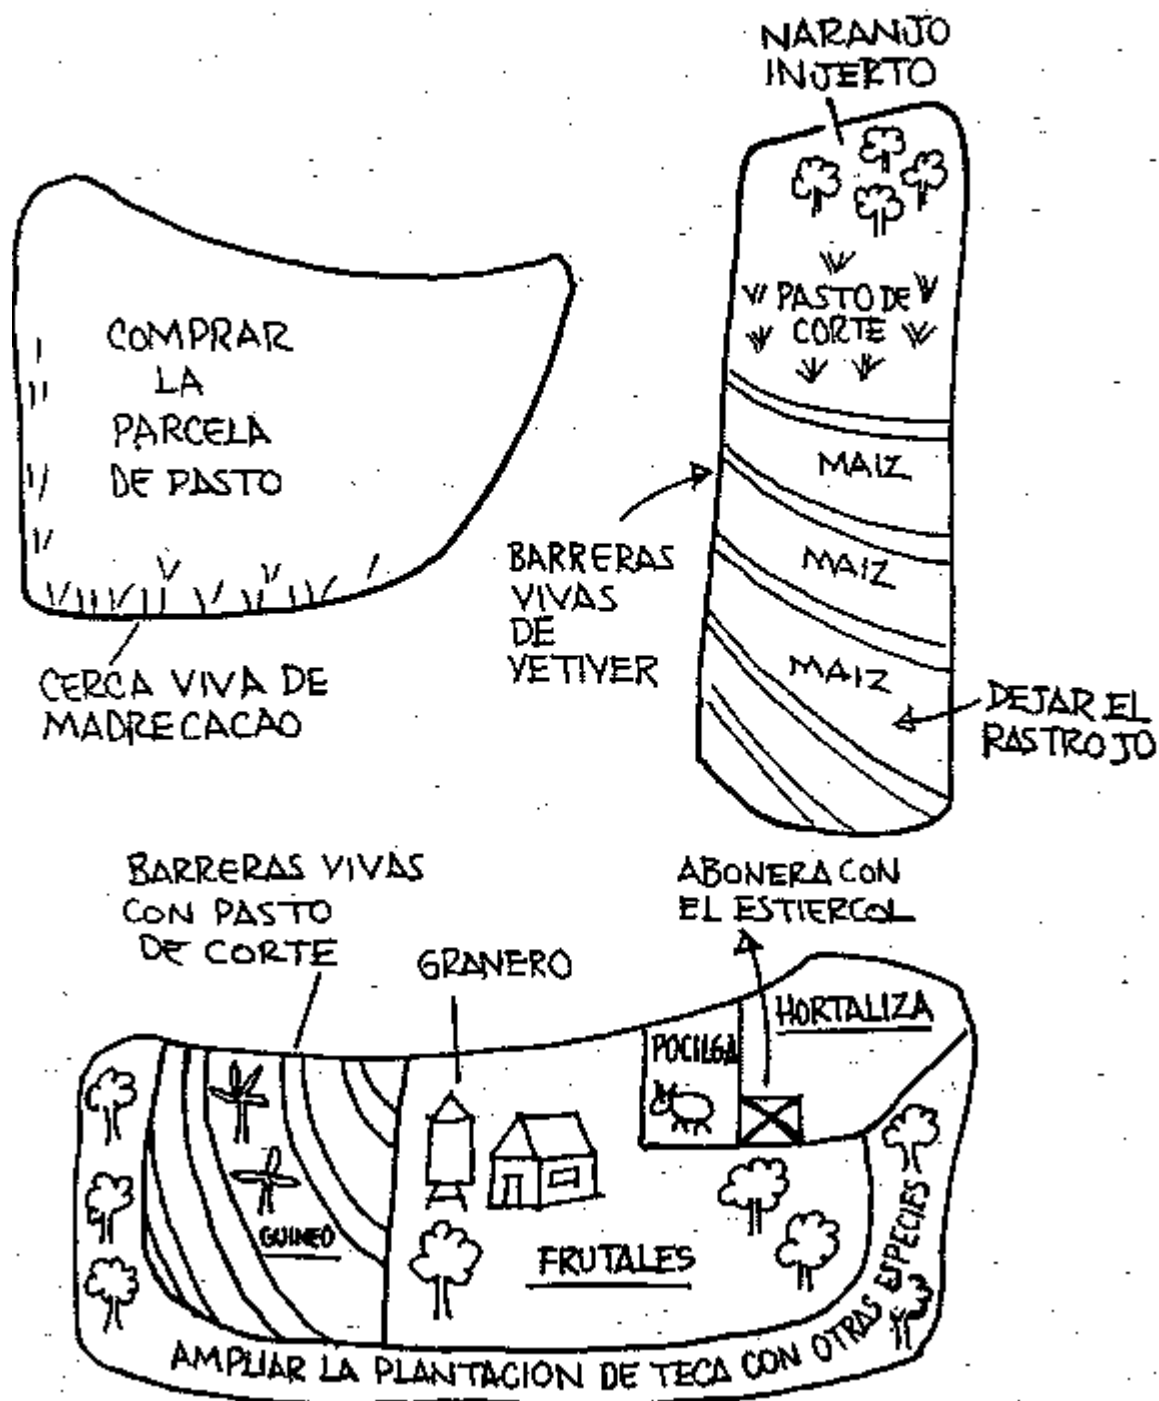 NARANJO
INJERTO
PASTO DE
CORTE
COMPRAR
LA
PARCELA
DE PASTO
MAIZ
BARRERAS
VIVAS
DE
VETIVER
MAIZ
MAIZ
CERCA VIVA DE
MADRECACAO
DEJAR EL
RASTROJO
BARRERAS VIVAS
CON PASTO
DE CORTE
ABONERA CON
EL ESTIERCOL
GRANERO
HORTALIZA
POCILGA
GUINEO
FRUTALES
AMPLIAR LA PLANTACION DE TECA CON OTRAS ESPECIES